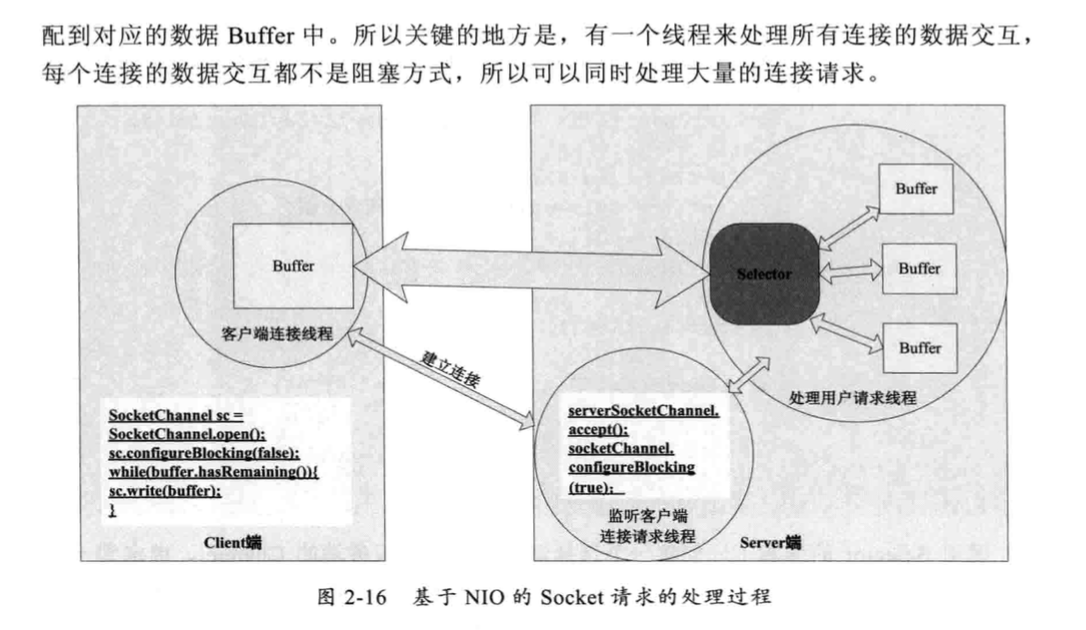 配到对应的数据 Buffer 中。所以关键的地方是，有一个线程来处理所有连接的数据交互，
每个连接的数据交互都不是阻塞方式，所以可以同时处理大量的连接请求。
Buffer
客户端连接线程
建立连接
SocketChannel sc =
SocketChannel.open();
sc.configureBlocking(false);
while(buffer.hasRemaining()){
sc.write(buffer);
}
Client端
Selector
Buffer
Buffer
Buffer
处理用户请求线程
serverSocketChannel.
accept();
socketChannel.
configureBlocking
(true);
监听客户端
连接请求线程
Server端
图 2-16 基于 NIO 的 Socket 请求的处理过程